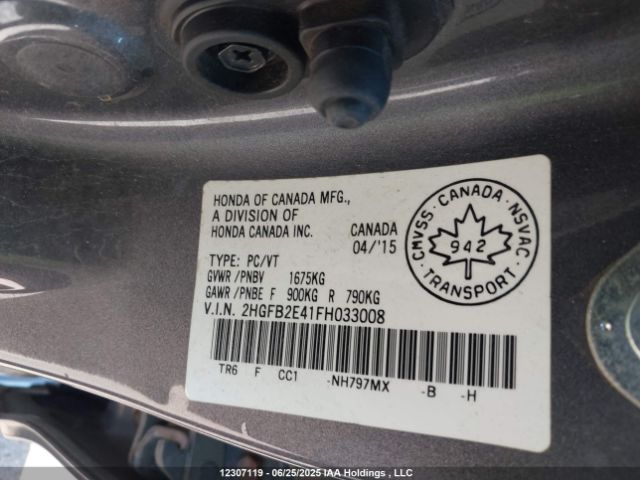 HONDA OF CANADA MFG.,
A DIVISION OF
HONDA CANADA INC.
CANADA
04/'15
TYPE: PC/VT
GVWR/PNBV 1675KG
GAWR/PNBE F 900KG R 790KG
V.I.N. 2HGFB2E41FH033008
TR6 F CC1 -NH797MX -B -H
CMVSS · CANADA · NSVAC
942
TRANSPORT
12307119 -- 06/25/2025 IAA Holdings , LLC